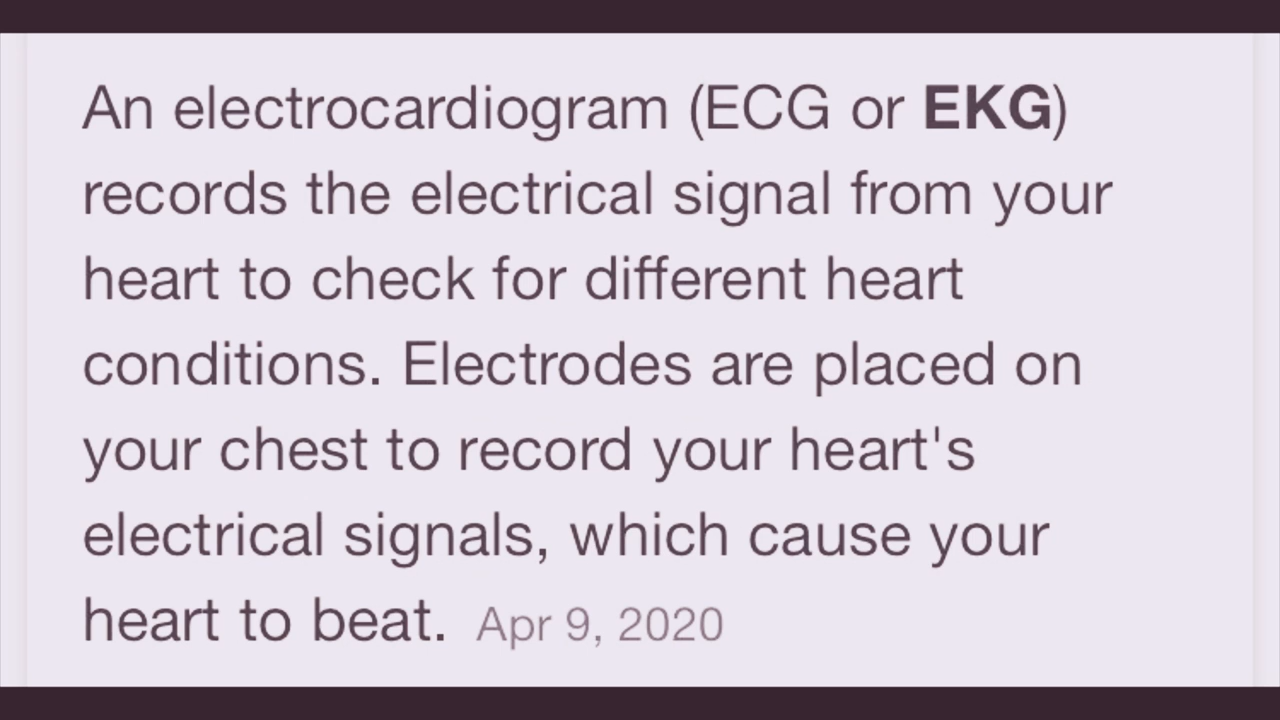 An electrocardiogram (ECG or EKG)
records the electrical signal from your
heart to check for different heart
conditions. Electrodes are placed on
your chest to record your heart's
electrical signals, which cause your
heart to beat. Apr 9, 2020